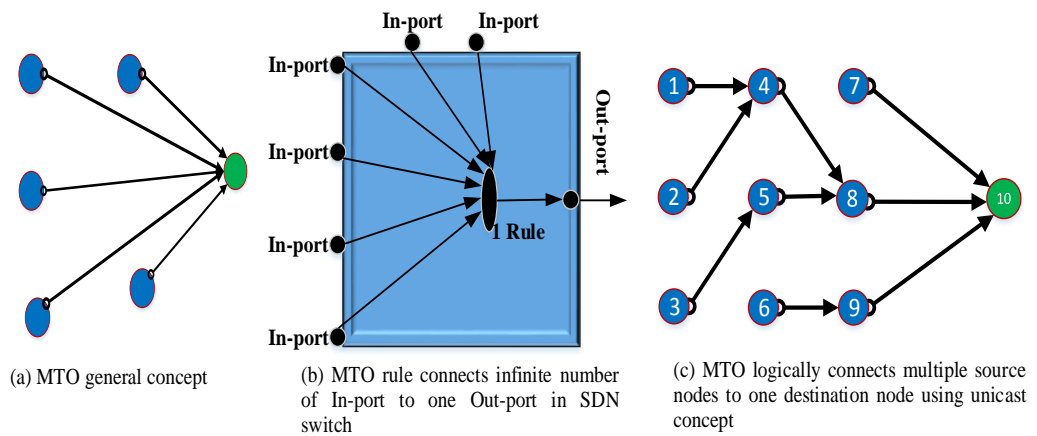 In-port
In-port
In-port
In-port
In-port
In-port
1 Rule
Out-port
1
4
7
2
5
8
10
3
6
9
(a) MTO general concept
(b) MTO rule connects infinite number
of In-port to one Out-port in SDN
switch
(c) MTO logically connects multiple source
nodes to one destination node using unicast
concept